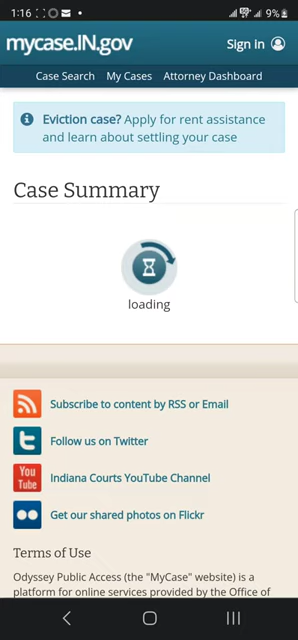 1:16 5G 9%
mycase.IN.gov Sign In
Case Search My Cases Attorney Dashboard
Eviction case? Apply for rent assistance
and learn about settling your case
Case Summary
loading
Subscribe to content by RSS or Email
Follow us on Twitter
You
Tube
Indiana Courts YouTube Channel
Get our shared photos on Flickr
Terms of Use
Odyssey Public Access (the "MyCase" website) is a
platform for online services provided by the Office of